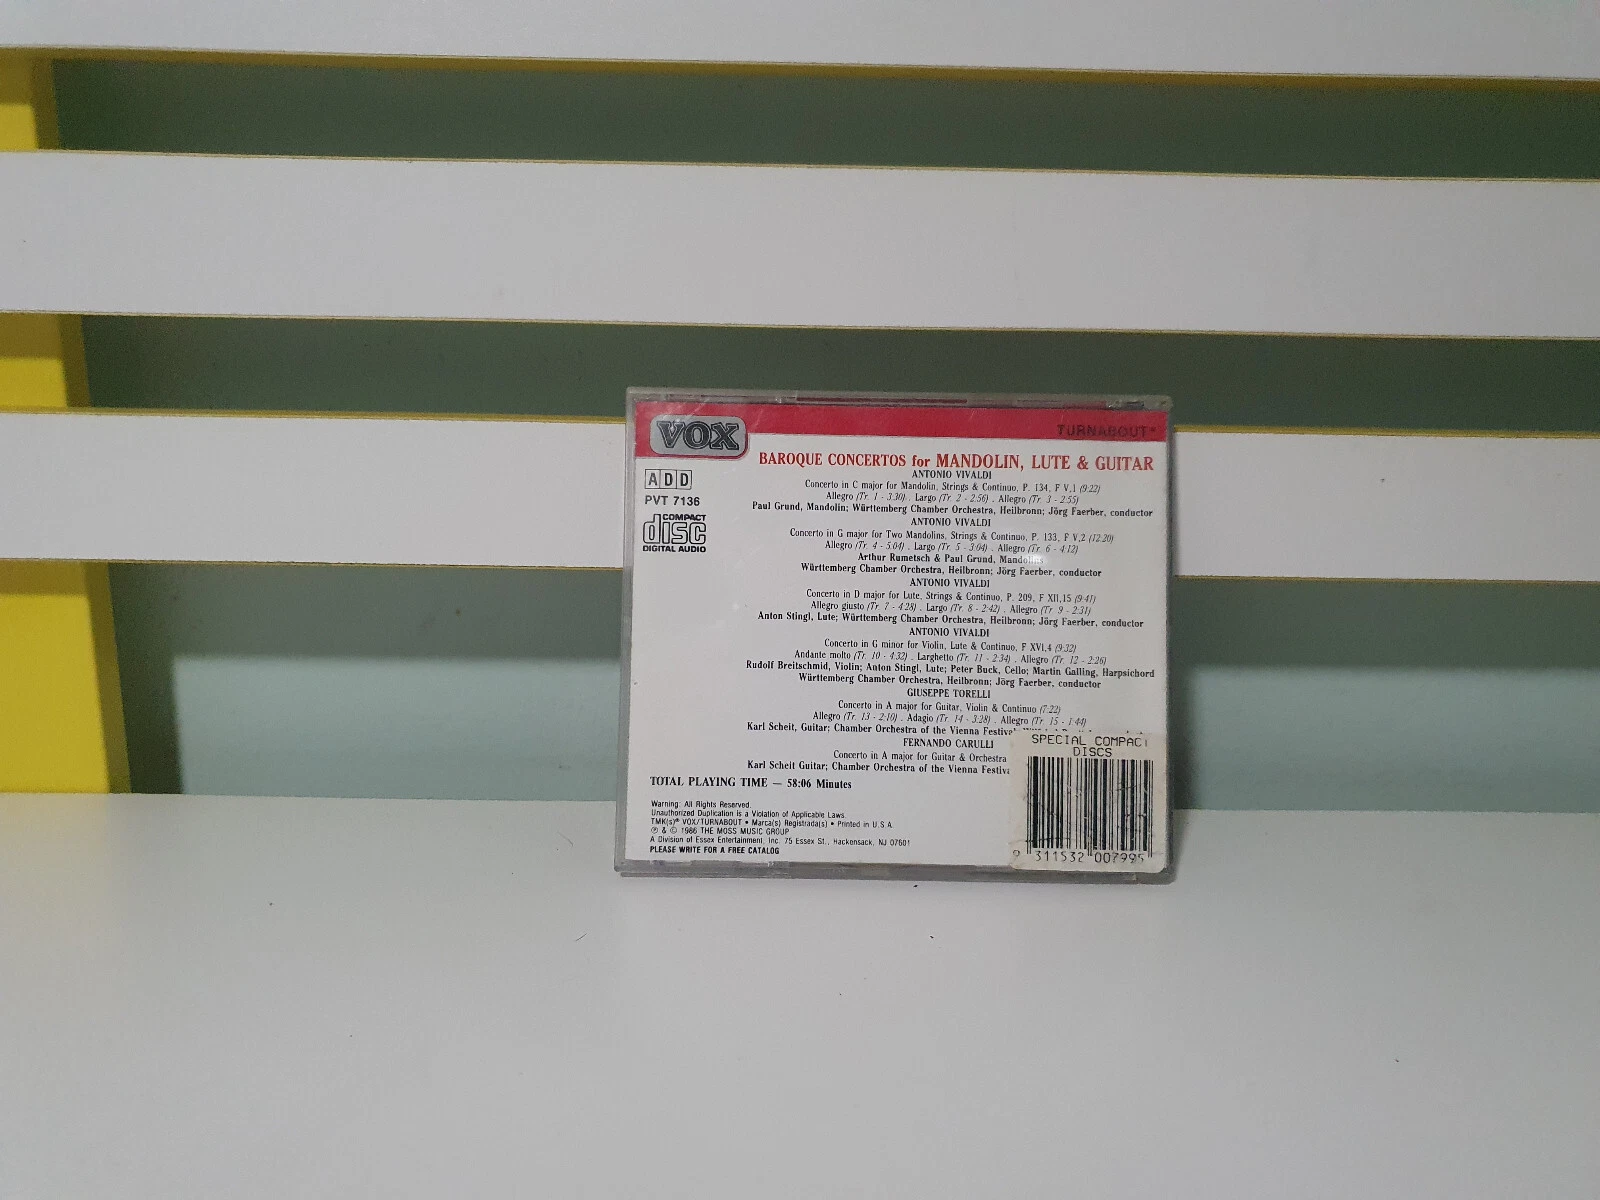 VOX
TURNABOUT®
BAROQUE CONCERTOS for MANDOLIN, LUTE & GUITAR
ADD
PVT 7136
COMPACT
disc
DIGITAL AUDIO
ANTONIO VIVALDI
Concerto in C major for Mandolin, Strings & Continuo, P. 134, F V,1 (9:22)
Allegro (Tr. 1 - 3:30) . Largo (Tr. 2 - 2:56) . Allegro (Tr. 3 - 2:55)
Paul Grund, Mandolin; Württemberg Chamber Orchestra, Heilbronn; Jörg Faerber, conductor
ANTONIO VIVALDI
Concerto in G major for Two Mandolins, Strings & Continuo, P. 133, F V,2 (12:20)
Allegro (Tr. 4 - 5:04) . Largo (Tr. 5 - 3:04) . Allegro (Tr. 6 - 4:12)
Arthur Rumetsch & Paul Grund, Mandolins
Württemberg Chamber Orchestra, Heilbronn; Jörg Faerber, conductor
ANTONIO VIVALDI
Concerto in D major for Lute, Strings & Continuo, P. 209, F XII,15 (9:41)
Allegro giusto (Tr. 7 - 4:28) . Largo (Tr. 8 - 2:42) . Allegro (Tr. 9 - 2:31)
Anton Stingl, Lute; Württemberg Chamber Orchestra, Heilbronn; Jörg Faerber, conductor
ANTONIO VIVALDI
Concerto in G minor for Violin, Lute & Continuo, F XVI,4 (9:32)
Andante molto (Tr. 10 - 4:32) . Larghetto (Tr. 11 - 2:34) . Allegro (Tr. 12 - 2:26)
Rudolf Breitschmid, Violin; Anton Stingl, Lute; Peter Buck, Cello; Martin Galling, Harpsichord
Württemberg Chamber Orchestra, Heilbronn; Jörg Faerber, conductor
GIUSEPPE TORELLI
Concerto in A major for Guitar, Violin & Continuo (7:22)
Allegro (Tr. 13 - 2:10) . Adagio (Tr. 14 - 3:28) . Allegro (Tr. 15 - 1:44)
Karl Scheit, Guitar; Chamber Orchestra of the Vienna Festival
FERNANDO CARULLI
Concerto in A major for Guitar & Orchestra
Karl Scheit Guitar; Chamber Orchestra of the Vienna Festiva
TOTAL PLAYING TIME — 58:06 Minutes
Warning: All Rights Reserved.
Unauthorized Duplication is a Violation of Applicable Laws
TMK(s)® VOX/TURNABOUT • Marca(s) Registrada(s) • Printed in U.S.A.
℗ & © 1986 THE MOSS MUSIC GROUP
A Division of Essex Entertainment, Inc. 75 Essex St., Hackensack, NJ 07601
PLEASE WRITE FOR A FREE CATALOG
SPECIAL COMPACT
DISCS
9 311532 007995